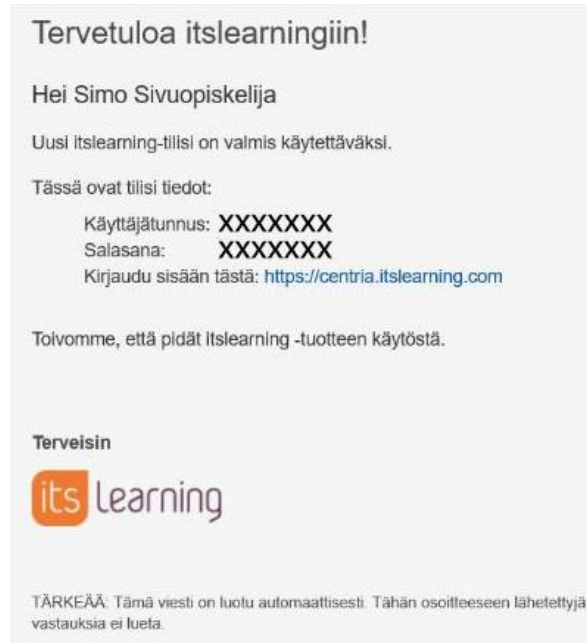 Tervetuloa itslearningiin!
Hei Simo Sivuopiskelija
Uusi itslearning-tilisi on valmis käytettäväksi.
Tässä ovat tilisi tiedot:
Käyttäjätunnus: XXXXXXX
Salasana: XXXXXXX
Kirjaudu sisään tästä: https://centria.itslearning.com
Toivomme, että pidät itslearning -tuotteen käytöstä.
Terveisin
its learning
TÄRKEÄÄ: Tämä viesti on luotu automaattisesti. Tähän osoitteeseen lähetettyjä
vastauksia ei lueta.